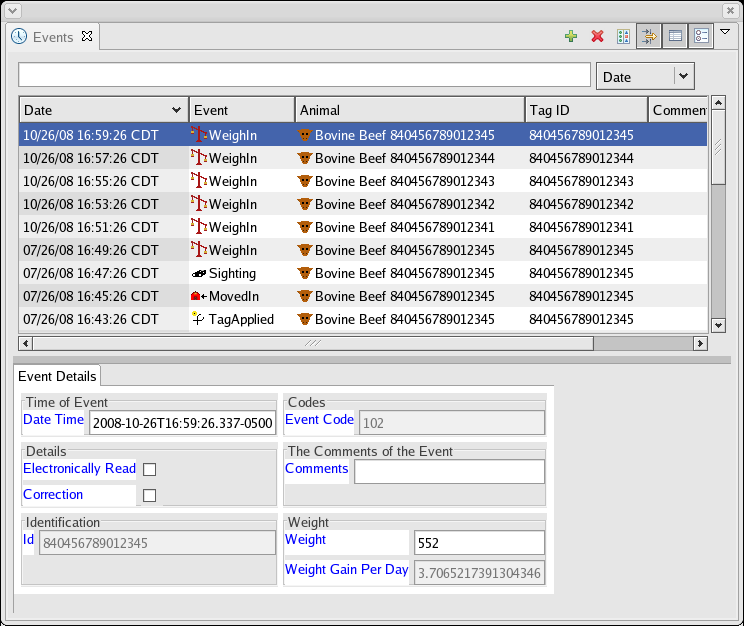 Events
Date
Date Event Animal Tag ID Commen
10/26/08 16:59:26 CDT WeighIn Bovine Beef 840456789012345 840456789012345
10/26/08 16:57:26 CDT WeighIn Bovine Beef 840456789012344 840456789012344
10/26/08 16:55:26 CDT WeighIn Bovine Beef 840456789012343 840456789012343
10/26/08 16:53:26 CDT WeighIn Bovine Beef 840456789012342 840456789012342
10/26/08 16:51:26 CDT WeighIn Bovine Beef 840456789012341 840456789012341
07/26/08 16:49:26 CDT WeighIn Bovine Beef 840456789012345 840456789012345
07/26/08 16:47:26 CDT Sighting Bovine Beef 840456789012345 840456789012345
07/26/08 16:45:26 CDT MovedIn Bovine Beef 840456789012345 840456789012345
07/26/08 16:43:26 CDT TagApplied Bovine Beef 840456789012345 840456789012345
Event Details
Time of Event
Date Time 2008-10-26T16:59:26.337-0500
Codes
Event Code 102
Details
Electronically Read
Correction
The Comments of the Event
Comments
Identification
Id 840456789012345
Weight
Weight 552
Weight Gain Per Day 3.7065217391304346